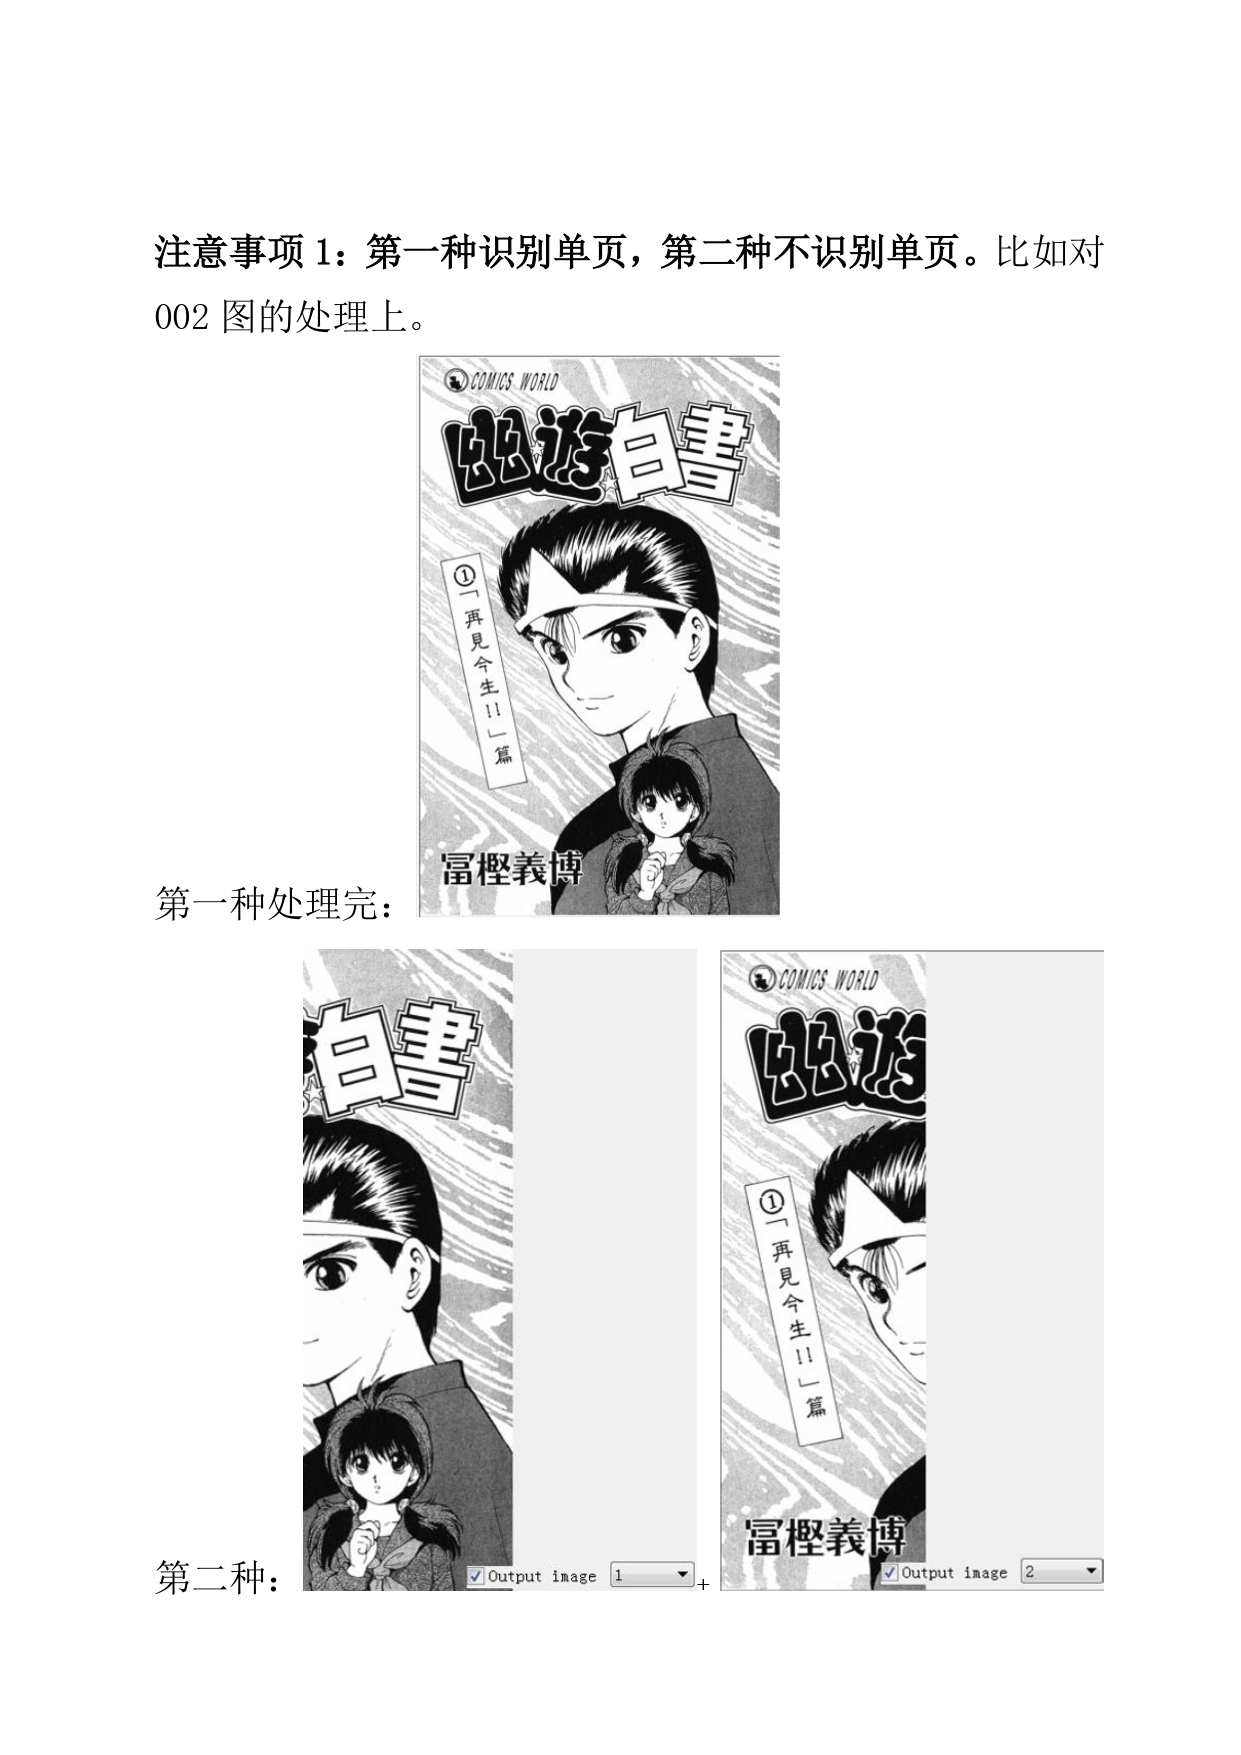 注意事项 1：第一种识别单页，第二种不识别单页。比如对
002 图的处理上。
COMICS WORLD
幽遊白書
①「再見今生!!」篇
冨樫義博
第一种处理完：
白書
COMICS WORLD
幽遊
①「再見今生!!」篇
冨樫義博
第二种：
Output image 1
+
Output image 2